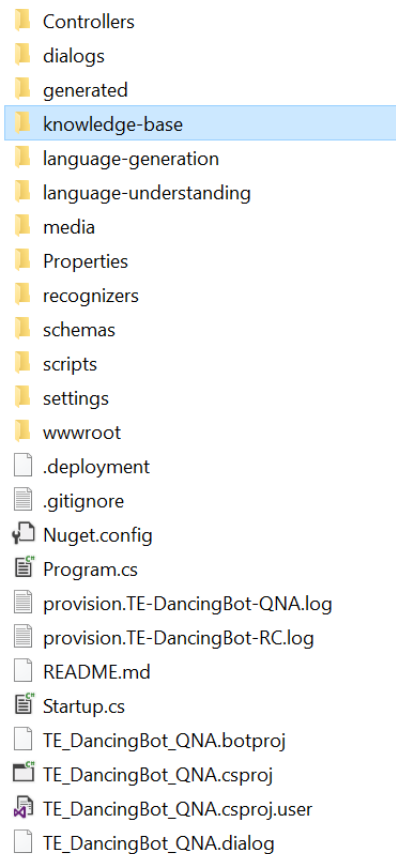 Controllers
dialogs
generated
knowledge-base
language-generation
language-understanding
media
Properties
recognizers
schemas
scripts
settings
wwwroot
.deployment
.gitignore
Nuget.config
Program.cs
provision.TE-DancingBot-QNA.log
provision.TE-DancingBot-RC.log
README.md
Startup.cs
TE_DancingBot_QNA.botproj
TE_DancingBot_QNA.csproj
TE_DancingBot_QNA.csproj.user
TE_DancingBot_QNA.dialog